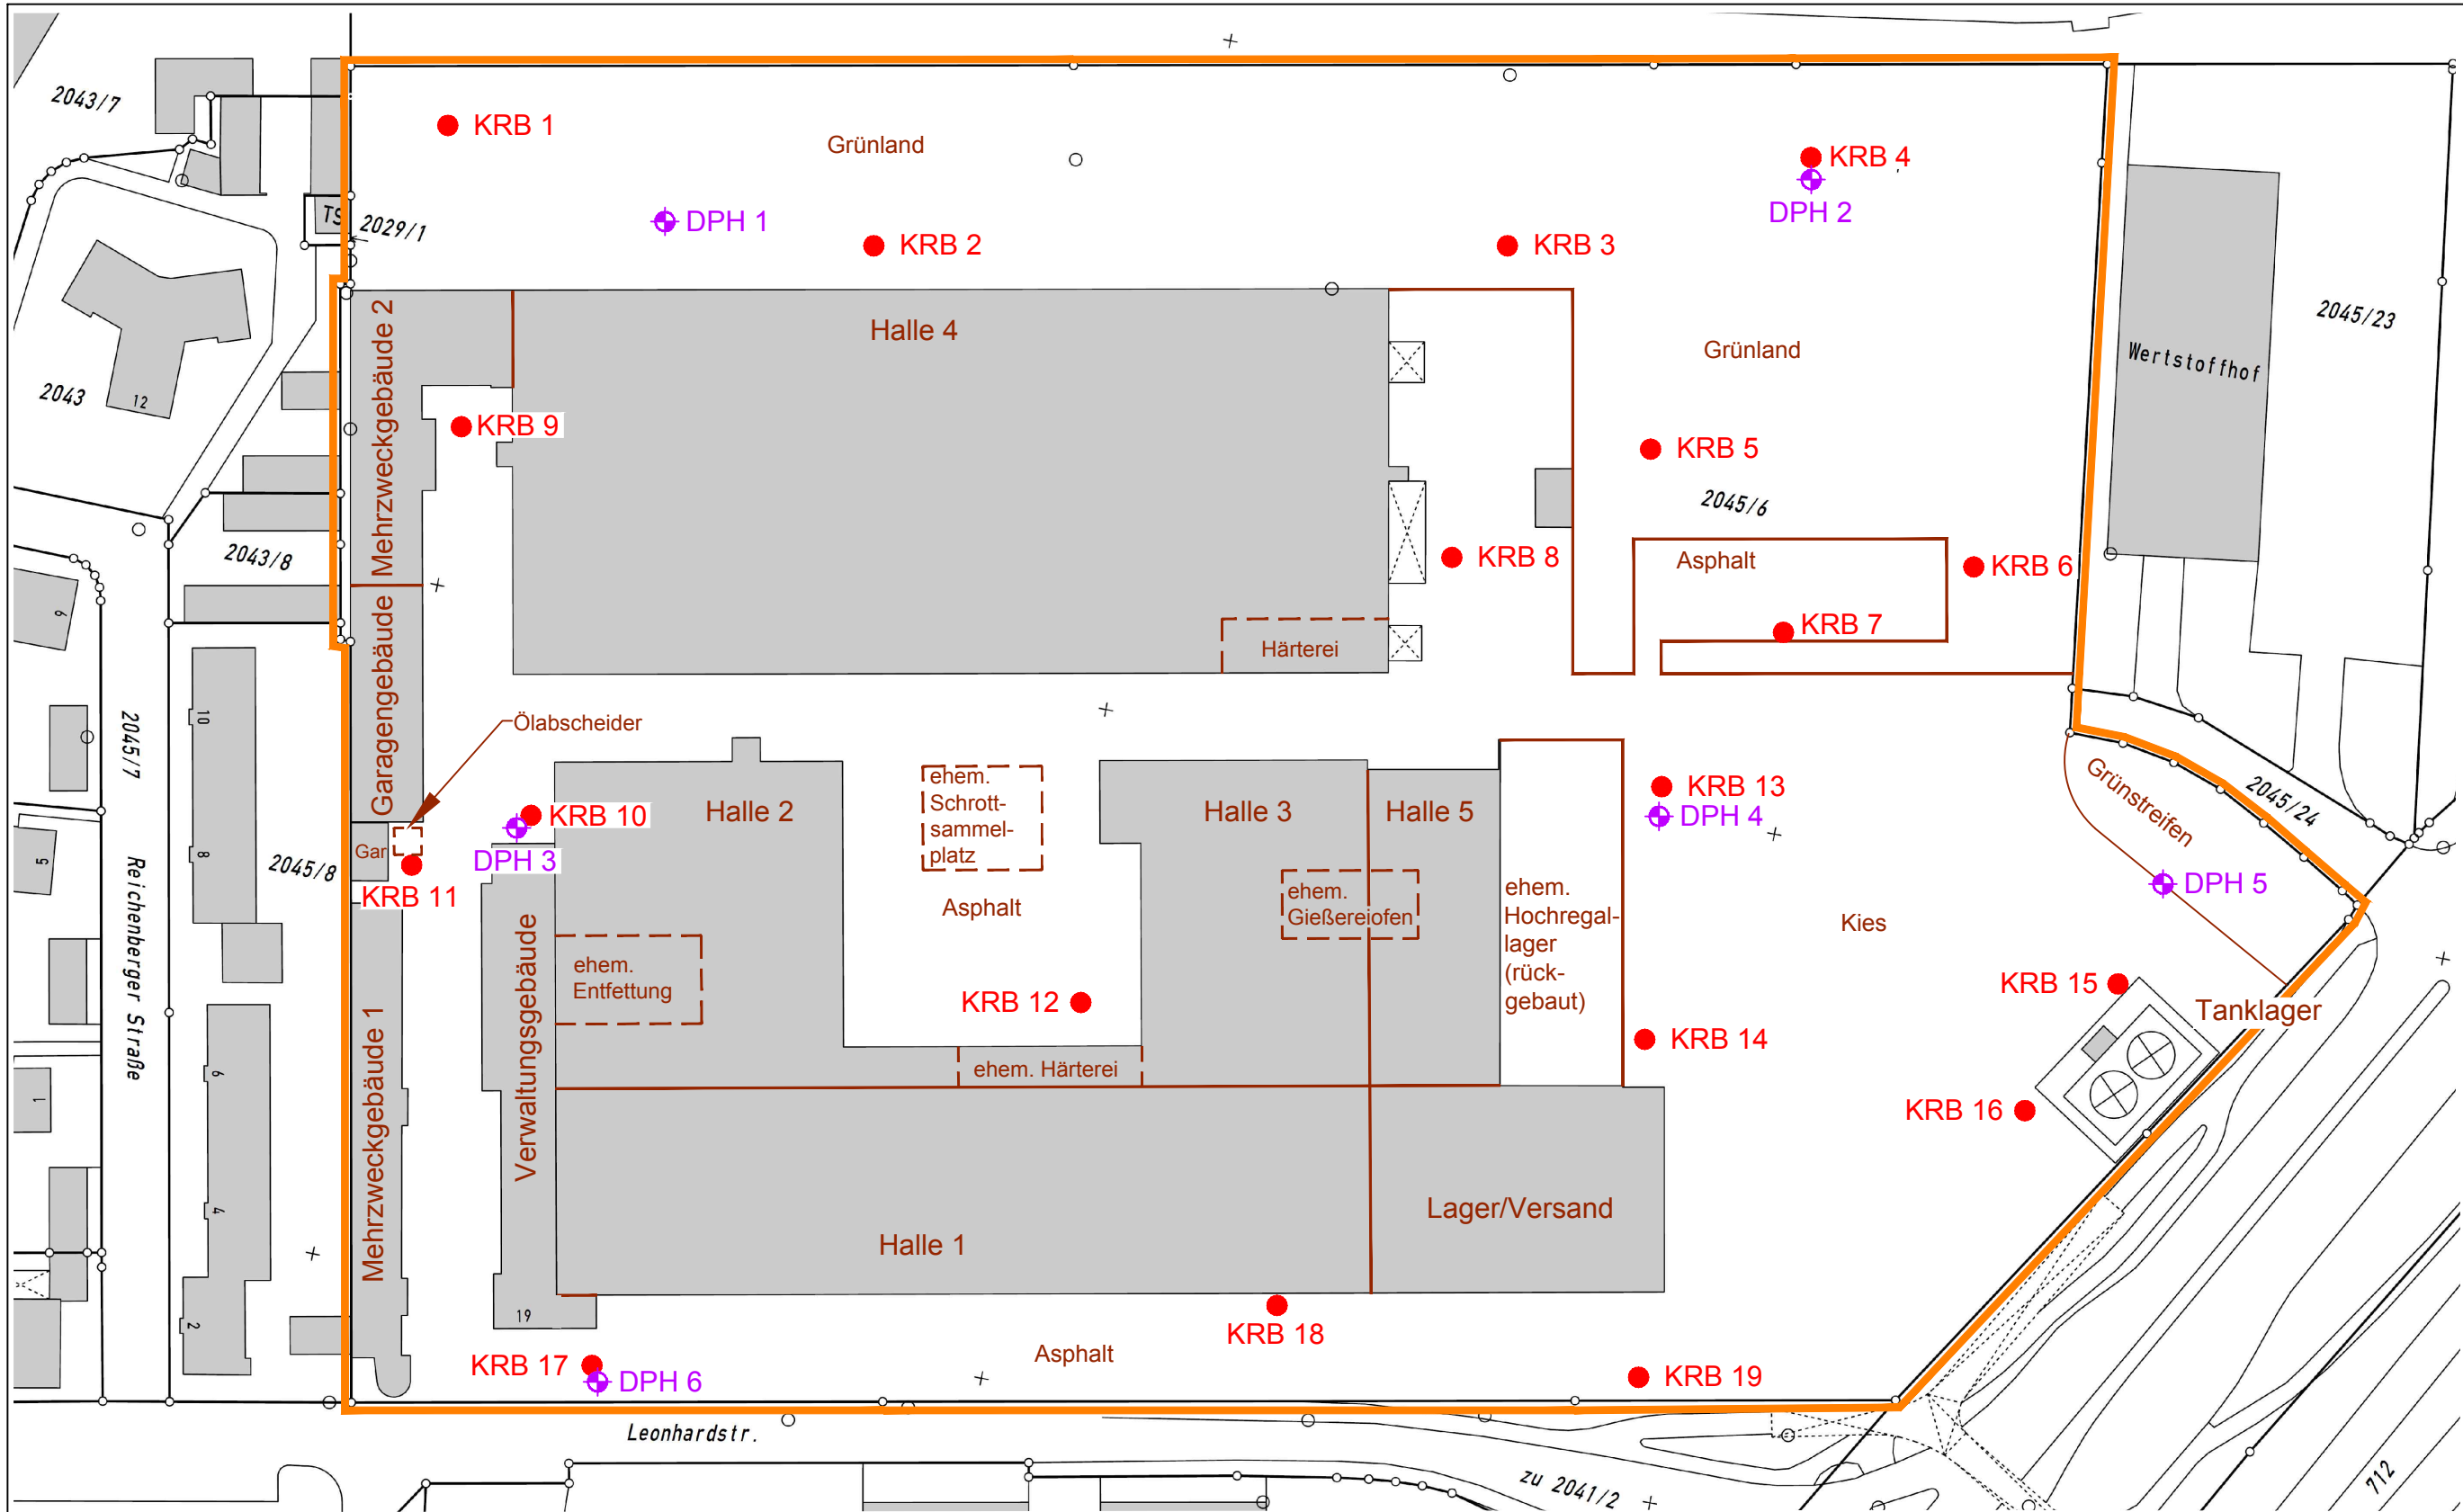 2043/7
KRB 1
Grünland
KRB 4
DPH 2
TS
2029/1
DPH 1
KRB 2
KRB 3
Mehrzweckgebäude 2
Halle 4
Grünland
2045/23
Wertstoffhof
2043
12
KRB 9
KRB 5
2045/6
2043/8
KRB 8
Asphalt
KRB 6
KRB 7
9
Garagengebäude
Härterei
2045/7
10
Ölabscheider
Grünstreifen
2045/24
ehem.
Schrott-
sammel-
platz
Halle 2
Halle 3
Halle 5
KRB 13
DPH 4
KRB 10
DPH 3
Gar
KRB 11
5
8
2045/8
Reichenberger Straße
DPH 5
ehem.
Gießereiofen
ehem.
Hochregal-
lager
(rück-
gebaut)
Asphalt
Kies
Verwaltungsgebäude
ehem.
Entfettung
KRB 12
KRB 15
Tanklager
KRB 14
ehem. Härterei
1
6
KRB 16
Mehrzweckgebäude 1
4
Lager/Versand
Halle 1
2
19
KRB 18
KRB 17
DPH 6
Asphalt
KRB 19
Leonhardstr.
zu 2041/2
712